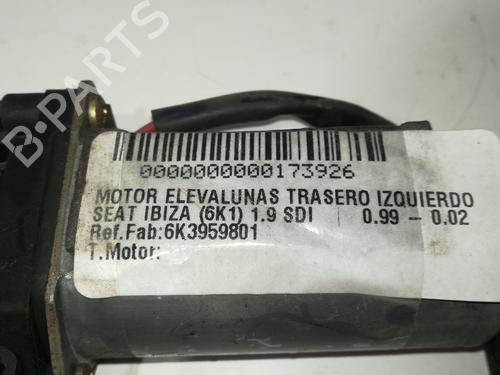 B-PARTS
0000000000173926
MOTOR ELEVALUNAS TRASERO IZQUIERDO
SEAT IBIZA (6K1) 1.9 SDI | 0.99 - 0.02
Ref.Fab:6K3959801
T.Motor: